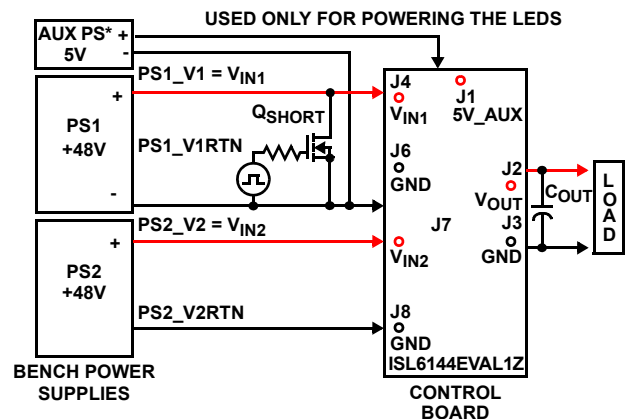 USED ONLY FOR POWERING THE LEDS
AUX PS* +
5V -
+
PS1
+48V
-
PS1_V1 = VIN1
QSHORT
PS1_V1RTN
PS2_V2 = VIN2
+
PS2
+48V
PS2_V2RTN
BENCH POWER
SUPPLIES
J4
VIN1
J1
5V_AUX
J6
GND
J2
VOUT
J7
J3
GND
VIN2
J8
GND
ISL6144EVAL1Z
CONTROL
BOARD
COUT
LOAD